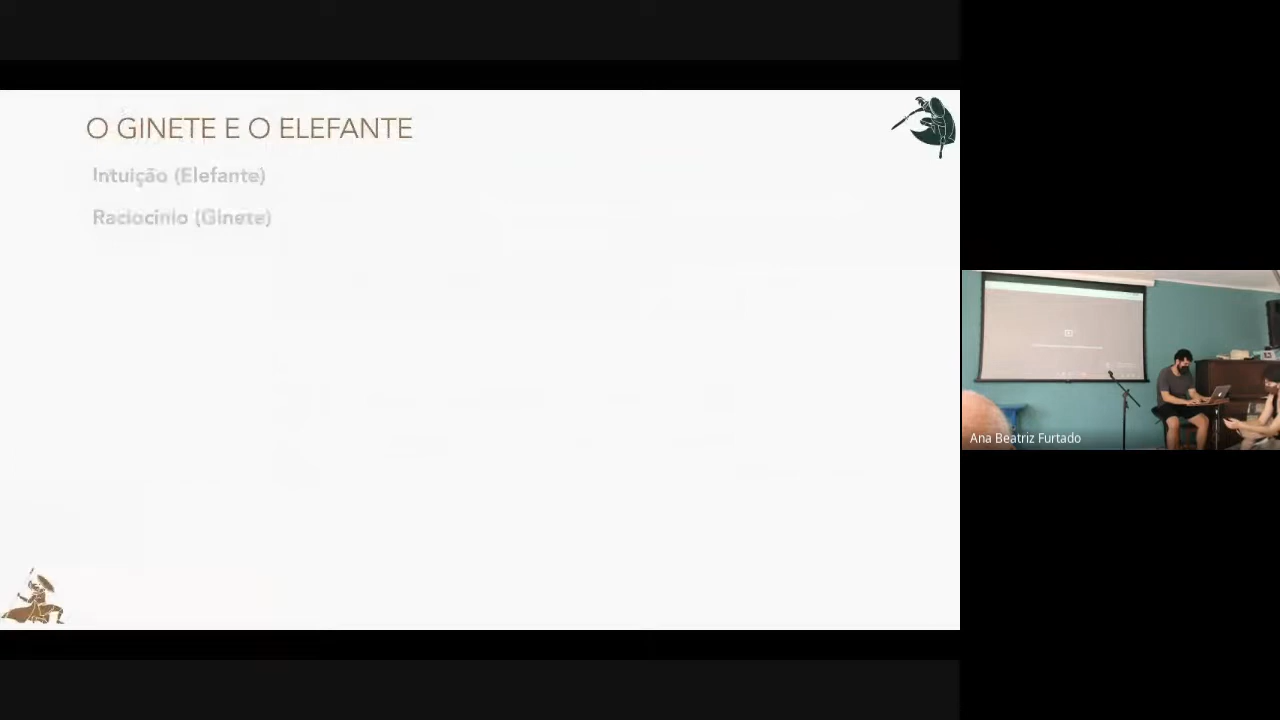 O GINETE E O ELEFANTE
Intuição (Elefante)
Raciocínio (Ginete)
Ana Beatriz Furtado